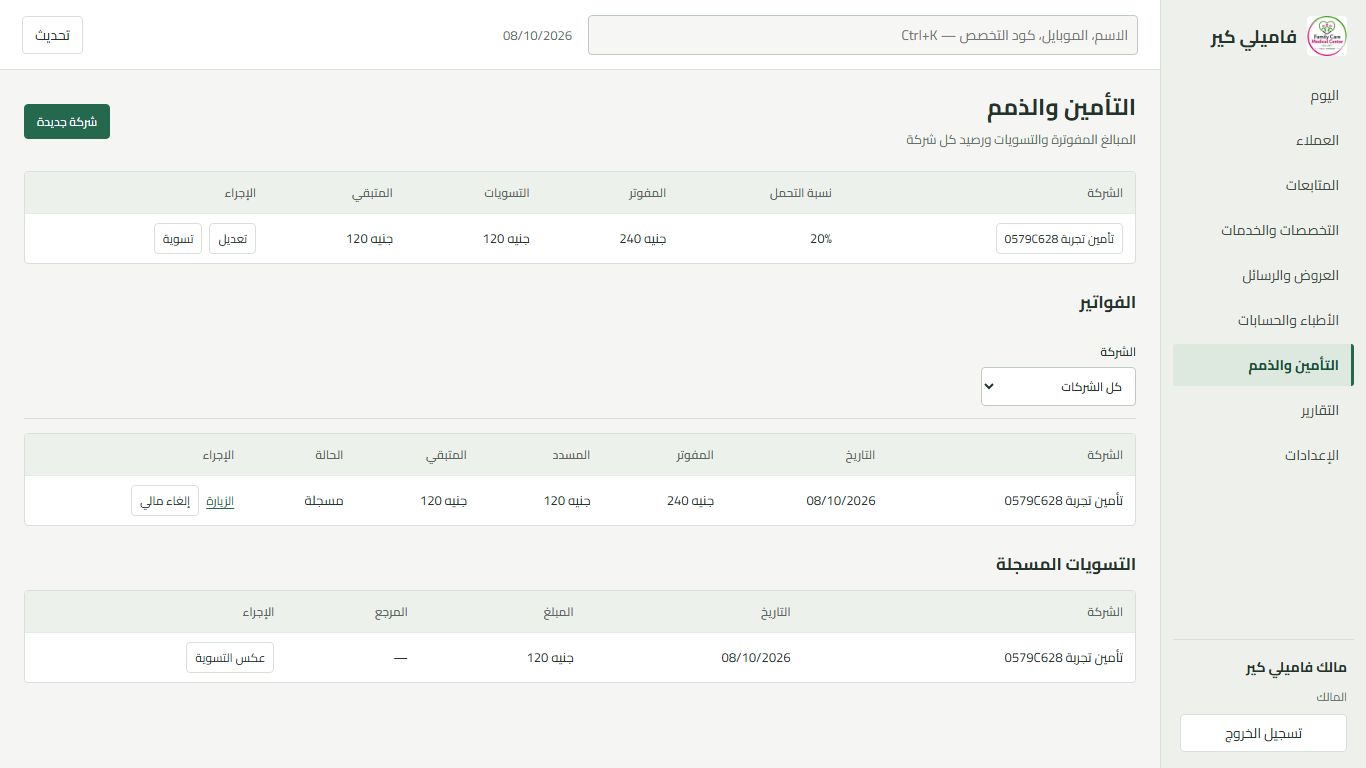 Family Care
Medical Center
فاميلي كير
اليوم
العملاء
المتابعات
التخصصات والخدمات
العروض والرسائل
الأطباء والحسابات
التأمين والذمم
التقارير
الإعدادات
مالك فاميلي كير
المالك
تسجيل الخروج
الاسم، الموبايل، كود التخصص — Ctrl+K
08/10/2026
تحديث
التأمين والذمم
المبالغ المفوترة والتسويات ورصيد كل شركة
شركة جديدة
الشركة نسبة التحمل المفوتر التسويات المتبقي الإجراء
تأمين تجربة 0579C628 20% 240 جنيه 120 جنيه 120 جنيه تعديل تسوية
الفواتير
الشركة
كل الشركات
الشركة التاريخ المفوتر المسدد المتبقي الحالة الإجراء
تأمين تجربة 0579C628 08/10/2026 240 جنيه 120 جنيه 120 جنيه مسجلة الزيارة إلغاء مالي
التسويات المسجلة
الشركة التاريخ المبلغ المرجع الإجراء
تأمين تجربة 0579C628 08/10/2026 120 جنيه — عكس التسوية